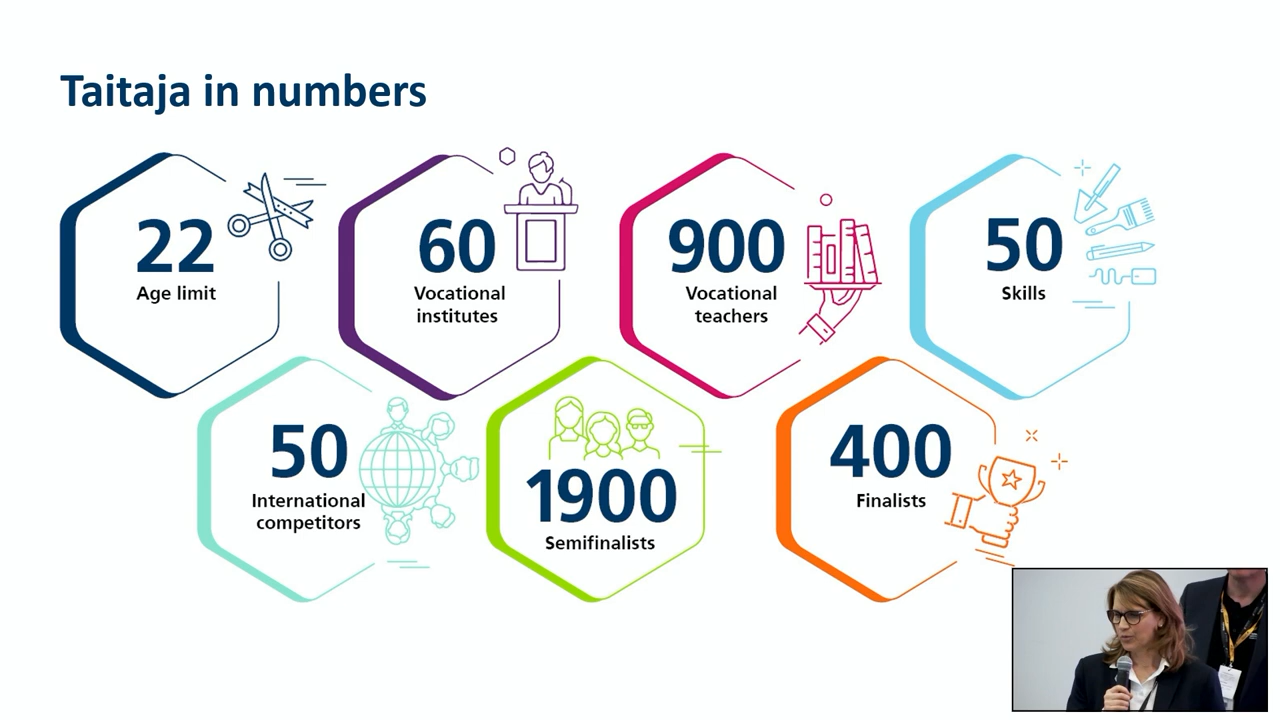 Taitaja in numbers
22
Age limit
60
Vocational
institutes
900
Vocational
teachers
50
Skills
50
International
competitors
1900
Semifinalists
400
Finalists